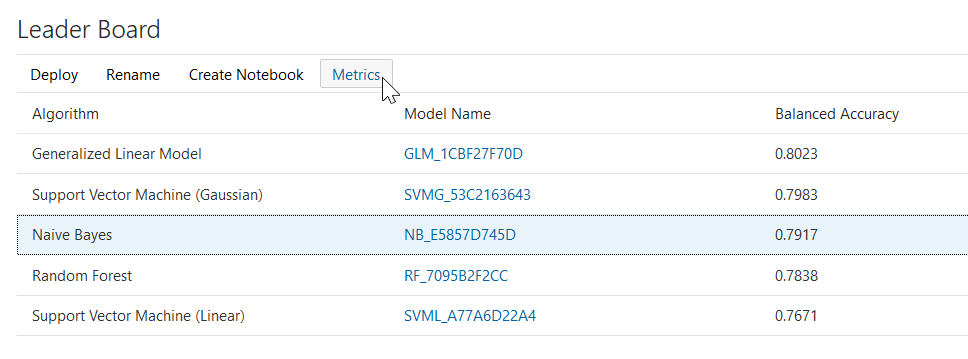 Leader Board
Deploy Rename Create Notebook Metrics
Algorithm Model Name Balanced Accuracy
Generalized Linear Model GLM_1CBF27F70D 0.8023
Support Vector Machine (Gaussian) SVMG_53C2163643 0.7983
Naive Bayes NB_E5857D745D 0.7917
Random Forest RF_7095B2F2CC 0.7838
Support Vector Machine (Linear) SVML_A77A6D22A4 0.7671